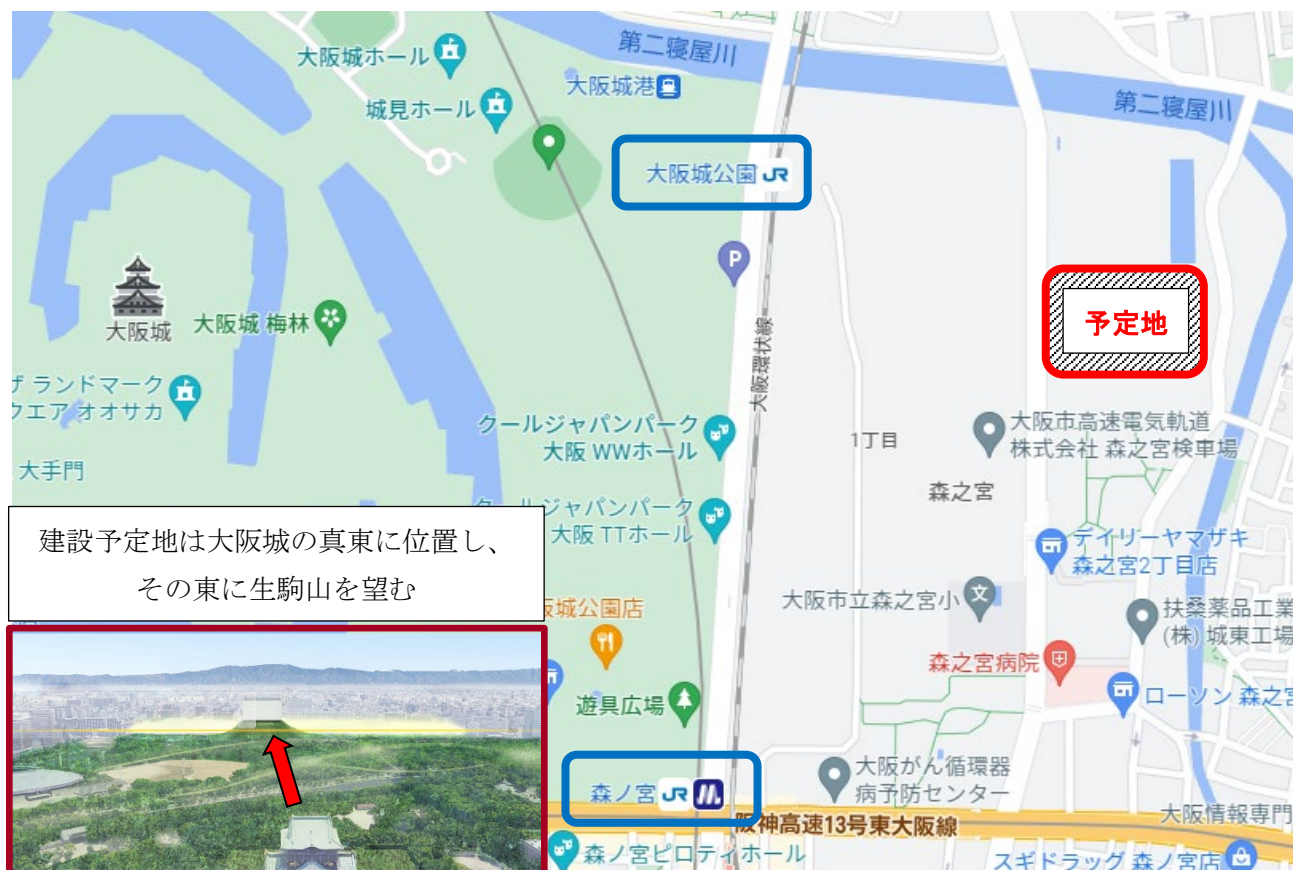 大阪城ホール
第二寝屋川
大阪城港
城見ホール
第二寝屋川
大阪城公園 JR
P
大阪城
大阪城 梅林
予定地
大阪環状線
ザ ランドマーク
クエア オオサカ
クールジャパンパーク
大阪 WWホール
1丁目
大阪市高速電気軌道
株式会社 森之宮検車場
大手門
森之宮
クールジャパンパーク
大阪 TTホール
デイリーヤマザキ
森之宮2丁目店
建設予定地は大阪城の真東に位置し、
その東に生駒山を望む
阪城公園店
大阪市立森之宮小
文
扶桑薬品工業
(株) 城東工場
森之宮病院
ローソン 森之宮
遊具広場
森ノ宮 JR
大阪がん循環器
病予防センター
阪神高速13号東大阪線
大阪情報専門
森ノ宮ピロティホール
スギドラッグ 森ノ宮店